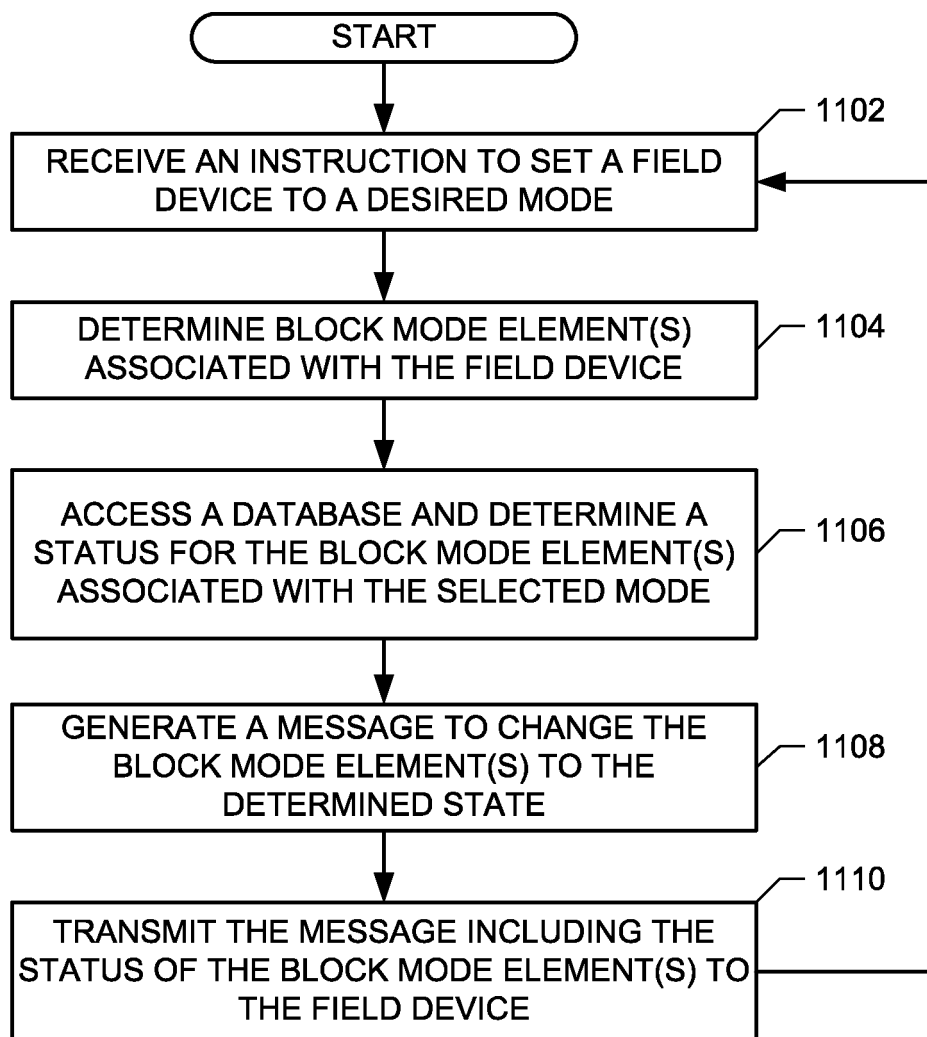 START
1102
RECEIVE AN INSTRUCTION TO SET A FIELD
DEVICE TO A DESIRED MODE
DETERMINE BLOCK MODE ELEMENT(S)
ASSOCIATED WITH THE FIELD DEVICE
1104
ACCESS A DATABASE AND DETERMINE A
STATUS FOR THE BLOCK MODE ELEMENT(S)
ASSOCIATED WITH THE SELECTED MODE
1106
GENERATE A MESSAGE TO CHANGE THE
BLOCK MODE ELEMENT(S) TO THE
DETERMINED STATE
1108
1110
TRANSMIT THE MESSAGE INCLUDING THE
STATUS OF THE BLOCK MODE ELEMENT(S) TO
THE FIELD DEVICE